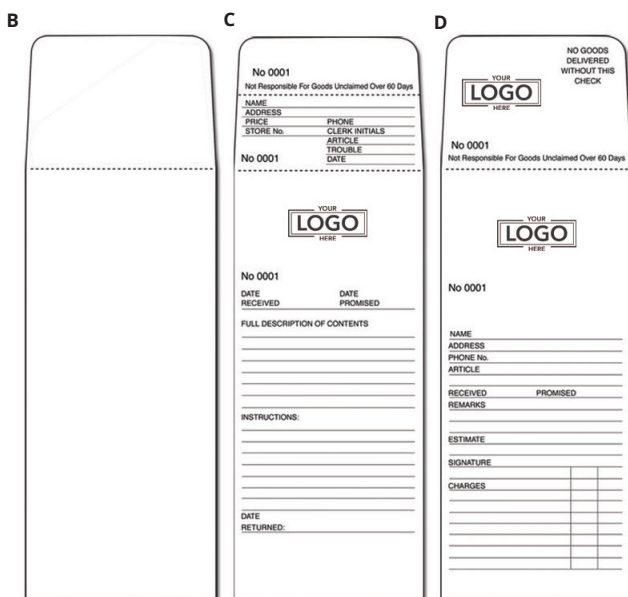 B
C
No 0001
Not Responsible For Goods Unclaimed Over 60 Days
NAME
ADDRESS
PRICE PHONE
STORE No. CLERK INITIALS
ARTICLE
TROUBLE
No 0001 DATE
YOUR
LOGO
HERE
No 0001
DATE DATE
RECEIVED PROMISED
FULL DESCRIPTION OF CONTENTS
INSTRUCTIONS:
DATE
RETURNED:
D
NO GOODS
DELIVERED
WITHOUT THIS
CHECK
YOUR
LOGO
HERE
No 0001
Not Responsible For Goods Unclaimed Over 60 Days
YOUR
LOGO
HERE
No 0001
NAME
ADDRESS
PHONE No.
ARTICLE
RECEIVED PROMISED
REMARKS
ESTIMATE
SIGNATURE
CHARGES